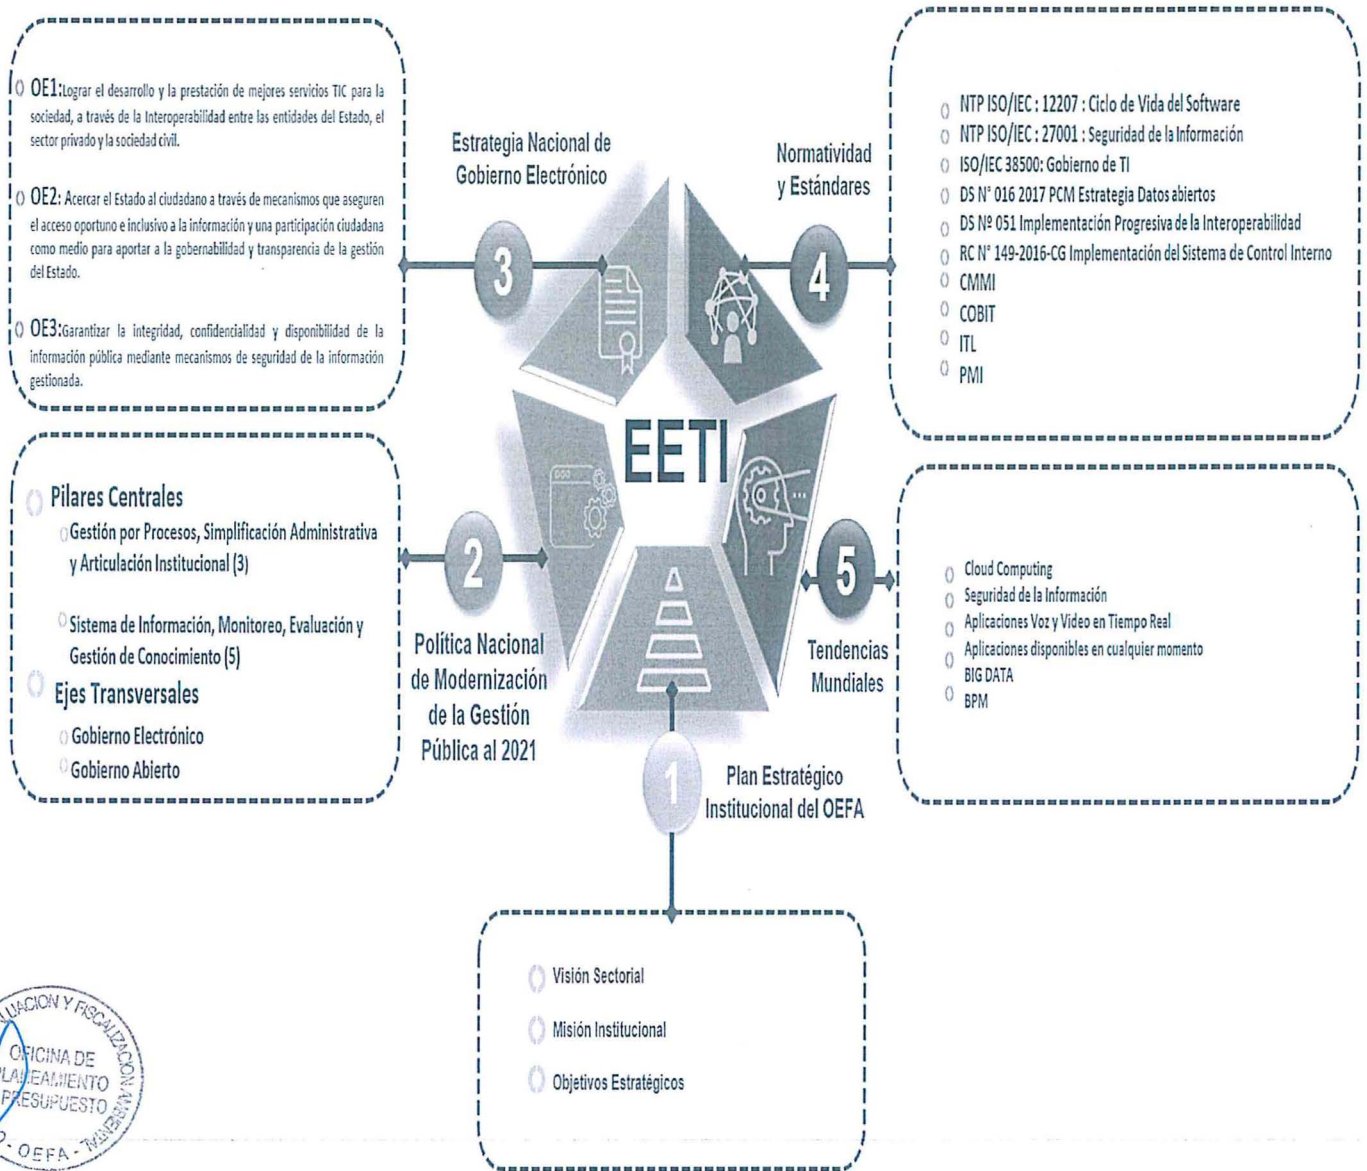 OE1:Lograr el desarrollo y la prestación de mejores servicios TIC para la
sociedad, a través de la Interoperabilidad entre las entidades del Estado, el
sector privado y la sociedad civil.
OE2: Acercar el Estado al ciudadano a través de mecanismos que aseguren
el acceso oportuno e inclusivo a la información y una participación ciudadana
como medio para aportar a la gobernabilidad y transparencia de la gestión
del Estado.
OE3:Garantizar la integridad, confidencialidad y disponibilidad de la
información pública mediante mecanismos de seguridad de la información
gestionada.
Estrategia Nacional de
Gobierno Electrónico
3
Normatividad
y Estándares
4
NTP ISO/IEC : 12207 : Ciclo de Vida del Software
NTP ISO/IEC : 27001 : Seguridad de la Información
ISO/IEC 38500: Gobierno de TI
DS N° 016 2017 PCM Estrategia Datos abiertos
DS Nº 051 Implementación Progresiva de la Interoperabilidad
RC N° 149-2016-CG Implementación del Sistema de Control Interno
CMMI
COBIT
ITL
PMI
EETI
Pilares Centrales
Gestión por Procesos, Simplificación Administrativa
y Articulación Institucional (3)
Sistema de Información, Monitoreo, Evaluación y
Gestión de Conocimiento (5)
Ejes Transversales
Gobierno Electrónico
Gobierno Abierto
2
Política Nacional
de Modernización
de la Gestión
Pública al 2021
5
Tendencias
Mundiales
Cloud Computing
Seguridad de la Información
Aplicaciones Voz y Video en Tiempo Real
Aplicaciones disponibles en cualquier momento
BIG DATA
BPM
1
Plan Estratégico
Institucional del OEFA
Visión Sectorial
Misión Institucional
Objetivos Estratégicos
Y FISCALIZACION AMBIENTAL
OFICINA DE
PRESUPUESTO
- OEFA -